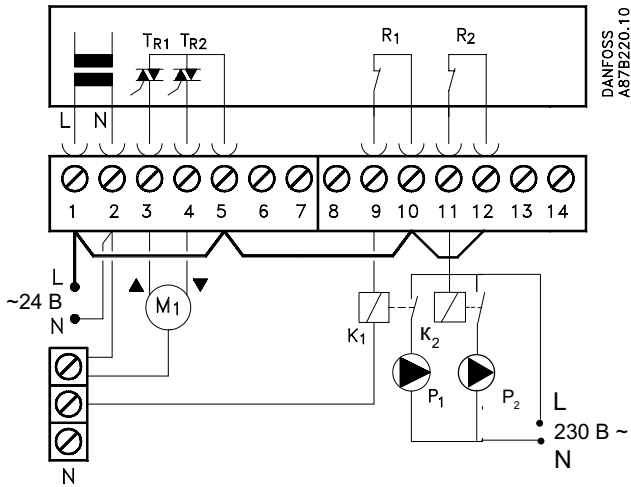 TR1 TR2 R1 R2
DANFOSS
A87B220.10
L N
1 2 3 4 5 6 7 8 9 10 11 12 13 14
L
~24 В
N
M1
K1 K2
P1 P2
L
230 В ~
N
N